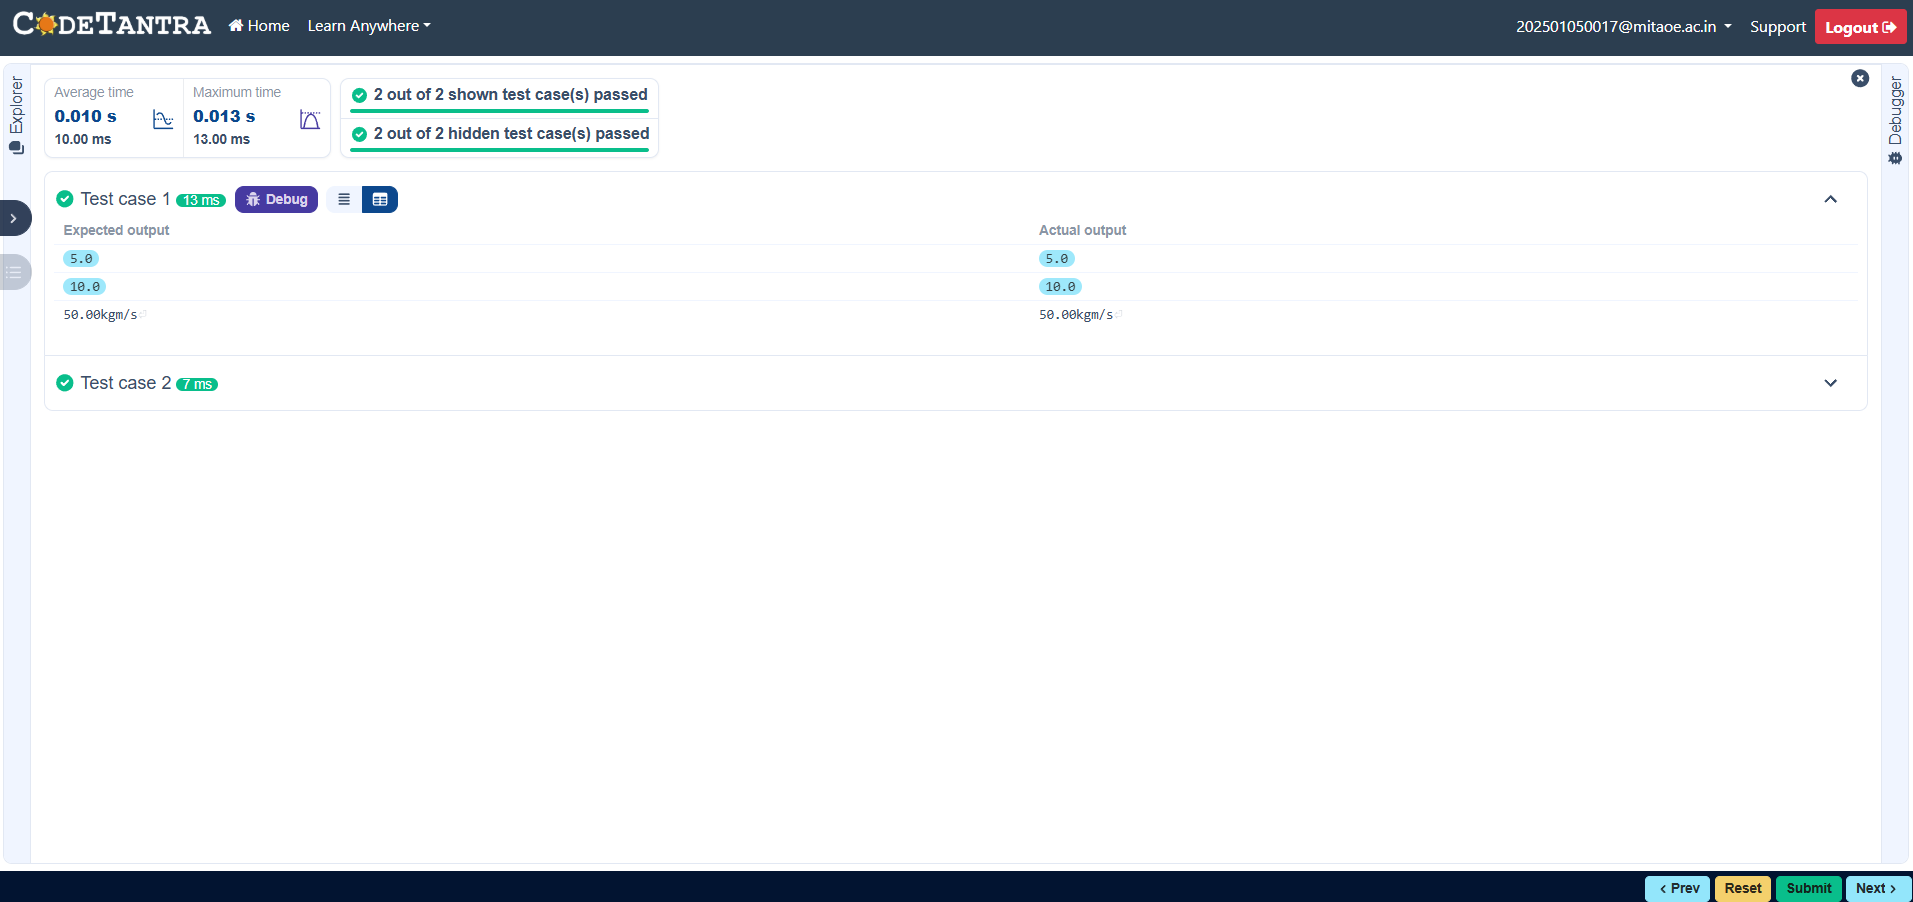 CODETANTRA Home Learn Anywhere 202501050017@mitaoe.ac.in Support Logout
Explorer
Average time
0.010 s
10.00 ms
Maximum time
0.013 s
13.00 ms
2 out of 2 shown test case(s) passed
2 out of 2 hidden test case(s) passed
Debugger
Test case 1 13 ms Debug
Expected output Actual output
5.0 5.0
10.0 10.0
50.00kgm/s⏎ 50.00kgm/s⏎
Test case 2 7 ms
Prev Reset Submit Next